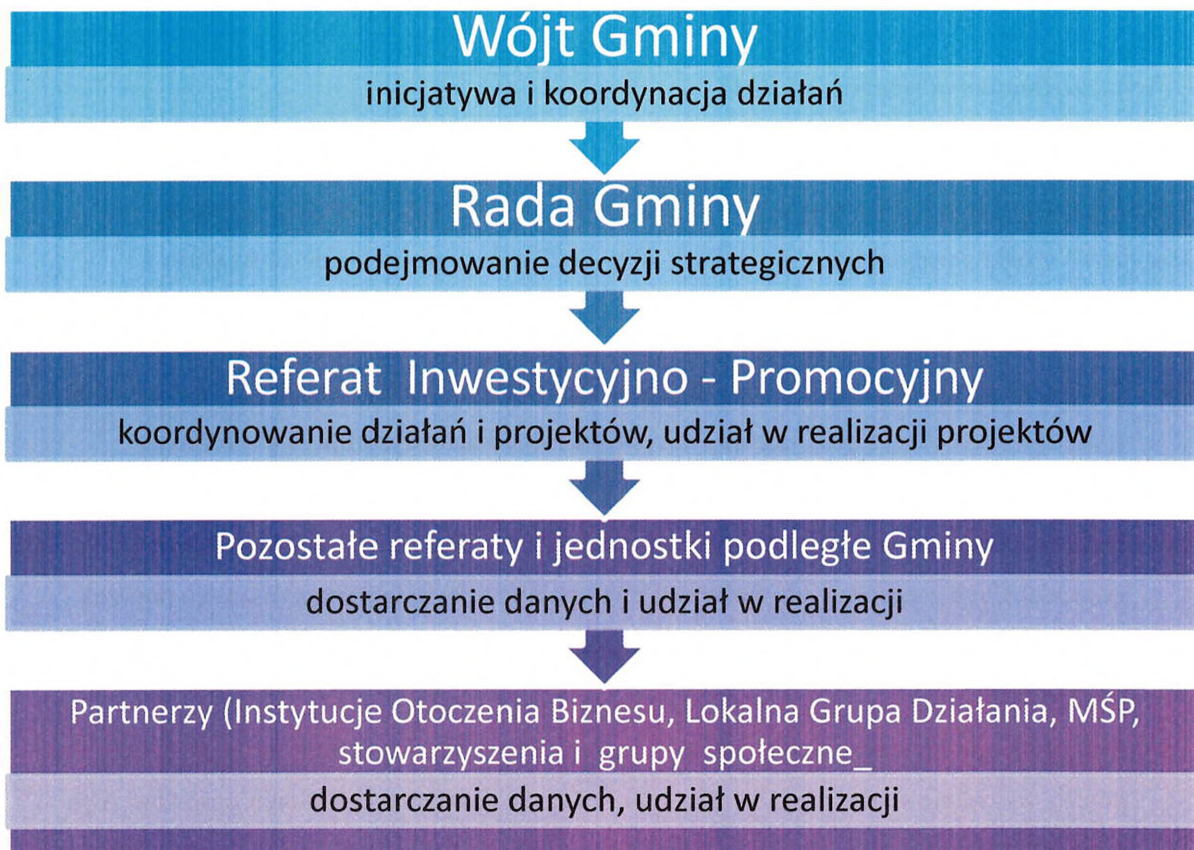 Wójt Gminy
inicjatywa i koordynacja działań
Rada Gminy
podejmowanie decyzji strategicznych
Referat Inwestycyjno - Promocyjny
koordynowanie działań i projektów, udział w realizacji projektów
Pozostałe referaty i jednostki podległe Gminy
dostarczanie danych i udział w realizacji
Partnerzy (Instytucje Otoczenia Biznesu, Lokalna Grupa Działania, MŚP,
stowarzyszenia i grupy społeczne_
dostarczanie danych, udział w realizacji